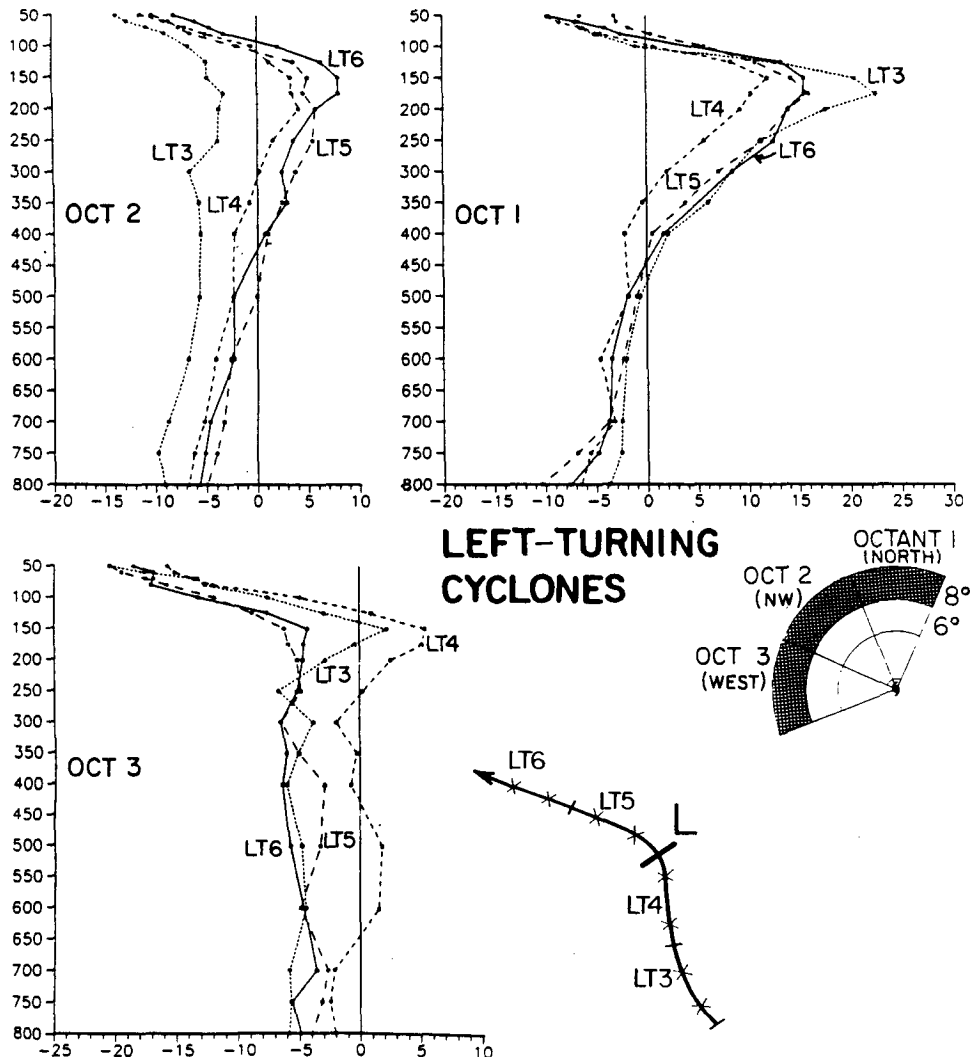 50
100
150
200
250
300
350
400
450
500
550
600
650
700
750
800
-20
-15
-10
-5
0
5
10
OCT 2
LT6
LT3
LT5
LT4
50
100
150
200
250
300
350
400
450
500
550
600
650
700
750
800
-20
-15
-10
-5
0
5
10
15
20
25
30
OCT 1
LT3
LT4
LT6
LT5
LEFT-TURNING
CYCLONES
OCTANT 1
(NORTH)
OCT 2
(NW)
8°
6°
OCT 3
(WEST)
50
100
150
200
250
300
350
400
450
500
550
600
650
700
750
800
-25
-20
-15
-10
-5
0
5
10
OCT 3
LT4
LT3
LT6
LT5
LT6
LT5
L
LT4
LT3